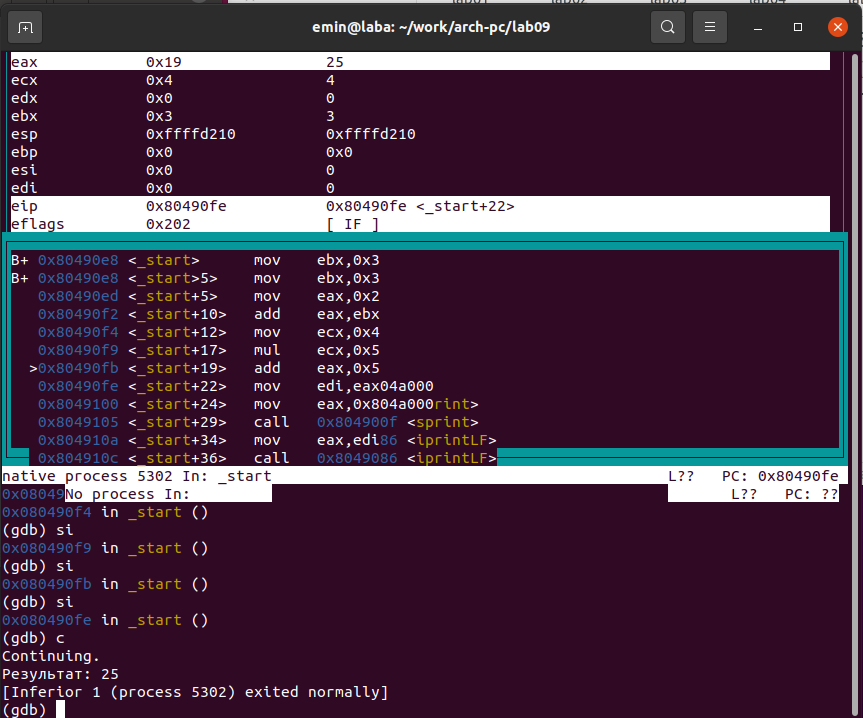 emin@laba: ~/work/arch-pc/lab09
eax 0x19 25
ecx 0x4 4
edx 0x0 0
ebx 0x3 3
esp 0xffffd210 0xffffd210
ebp 0x0 0x0
esi 0x0 0
edi 0x0 0
eip 0x80490fe 0x80490fe <_start+22>
eflags 0x202 [ IF ]
B+ 0x80490e8 <_start> mov ebx,0x3
B+ 0x80490e8 <_start>5> mov ebx,0x3
0x80490ed <_start+5> mov eax,0x2
0x80490f2 <_start+10> add eax,ebx
0x80490f4 <_start+12> mov ecx,0x4
0x80490f9 <_start+17> mul ecx,0x5
>0x80490fb <_start+19> add eax,0x5
0x80490fe <_start+22> mov edi,eax04a000
0x8049100 <_start+24> mov eax,0x804a000rint>
0x8049105 <_start+29> call 0x804900f <sprint>
0x804910a <_start+34> mov eax,edi86 <iprintLF>
0x804910c <_start+36> call 0x8049086 <iprintLF>
native process 5302 In: _start L?? PC: 0x80490fe
0x08049No process In: L?? PC: ??
0x080490f4 in _start ()
(gdb) si
0x080490f9 in _start ()
(gdb) si
0x080490fb in _start ()
(gdb) si
0x080490fe in _start ()
(gdb) c
Continuing.
Результат: 25
[Inferior 1 (process 5302) exited normally]
(gdb)